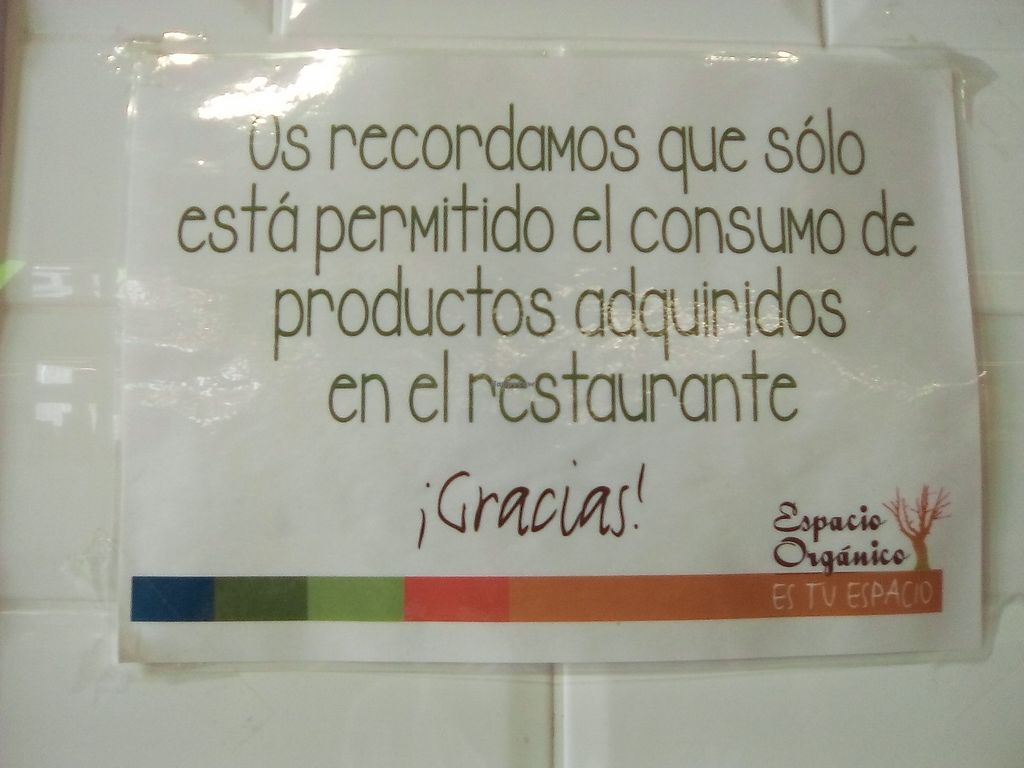 Os recordamos que sólo
está permitido el consumo de
productos adquiridos
en el restaurante
¡Gracias!
Espacio
Orgánico
ES TU ESPACIO